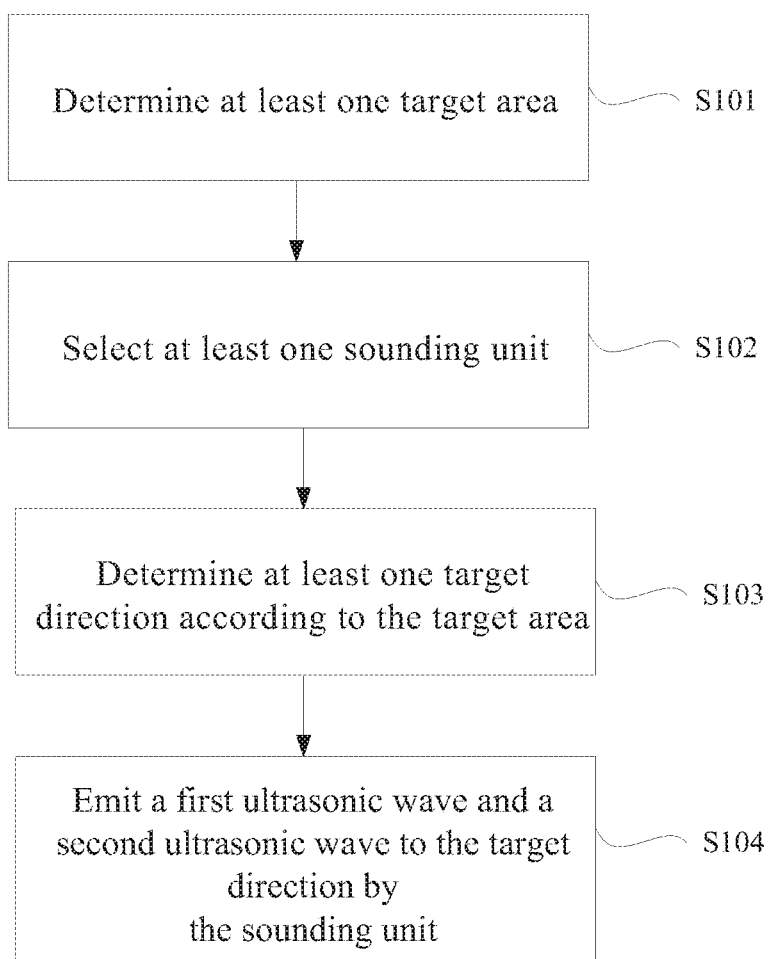 Determine at least one target area
S101
Select at least one sounding unit
S102
Determine at least one target
direction according to the target area
S103
Emit a first ultrasonic wave and a
second ultrasonic wave to the target
direction by
the sounding unit
S104